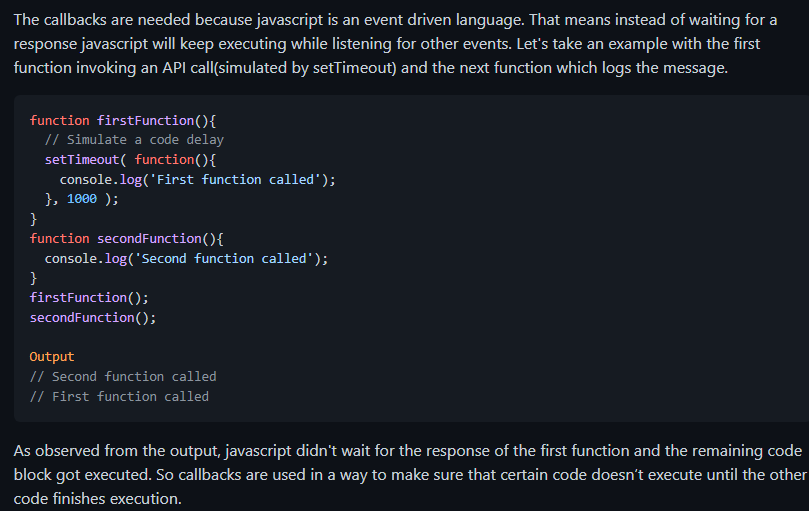 The callbacks are needed because javascript is an event driven language. That means instead of waiting for a
response javascript will keep executing while listening for other events. Let's take an example with the first
function invoking an API call(simulated by setTimeout) and the next function which logs the message.
function firstFunction(){
  // Simulate a code delay
  setTimeout( function(){
    console.log('First function called');
  }, 1000 );
}
function secondFunction(){
  console.log('Second function called');
}
firstFunction();
secondFunction();

Output
// Second function called
// First function called
As observed from the output, javascript didn't wait for the response of the first function and the remaining code
block got executed. So callbacks are used in a way to make sure that certain code doesn’t execute until the other
code finishes execution.